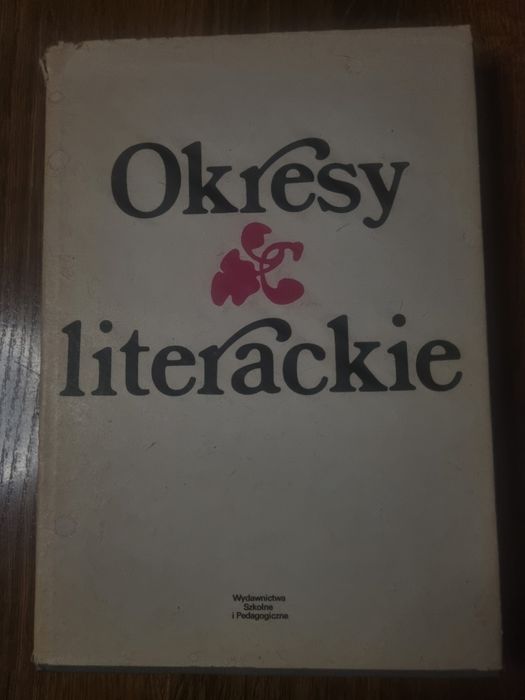 Okresy
literackie
Wydawnictwa
Szkolne
i Pedagogiczne